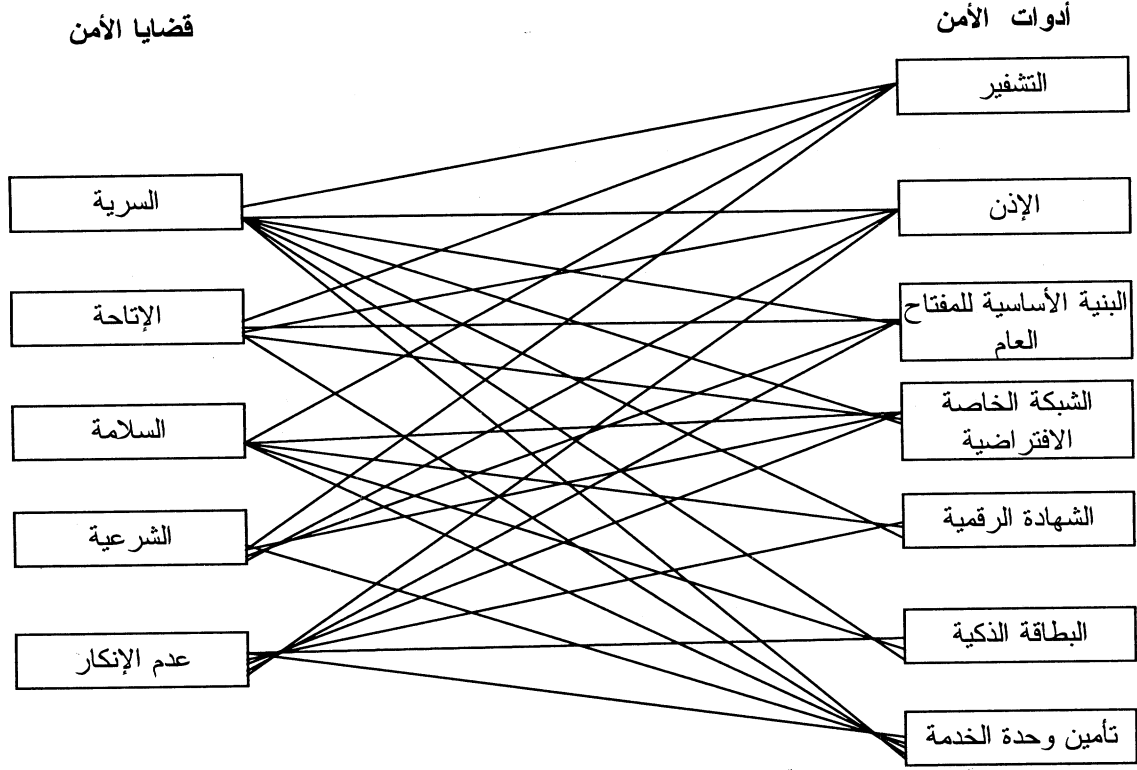 أدوات الأمن
قضايا الأمن
التشفير
الإذن
البنية الأساسية للمفتاح
العام
الشبكة الخاصة
الافتراضية
الشهادة الرقمية
البطاقة الذكية
تأمين وحدة الخدمة
السرية
الإتاحة
السلامة
الشرعية
عدم الإنكار